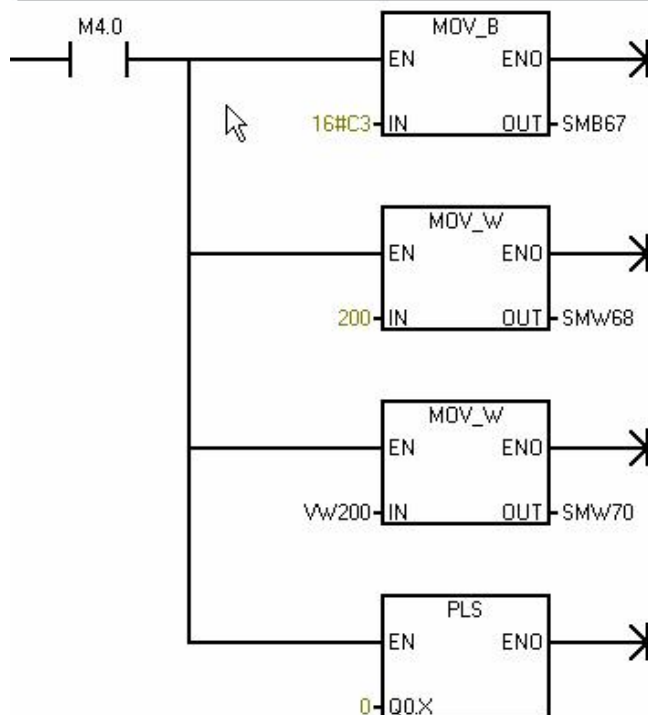 M4.0
MOV_B
EN ENO
16#C3 IN OUT SMB67
MOV_W
EN ENO
200 IN OUT SMW68
MOV_W
EN ENO
VW200 IN OUT SMW70
PLS
EN ENO
0 Q0.X